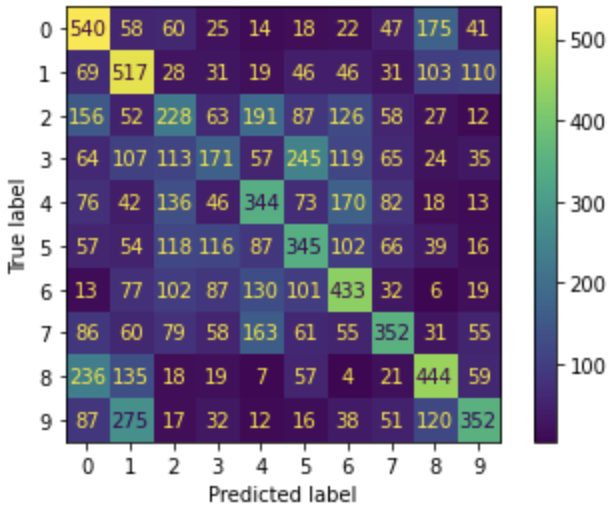 0 540 58 60 25 14 18 22 47 175 41
1 69 517 28 31 19 46 46 31 103 110
2 156 52 228 63 191 87 126 58 27 12
3 64 107 113 171 57 245 119 65 24 35
4 76 42 136 46 344 73 170 82 18 13
5 57 54 118 116 87 345 102 66 39 16
6 13 77 102 87 130 101 433 32 6 19
7 86 60 79 58 163 61 55 352 31 55
8 236 135 18 19 7 57 4 21 444 59
9 87 275 17 32 12 16 38 51 120 352
0 1 2 3 4 5 6 7 8 9
Predicted label
True label
500
400
300
200
100